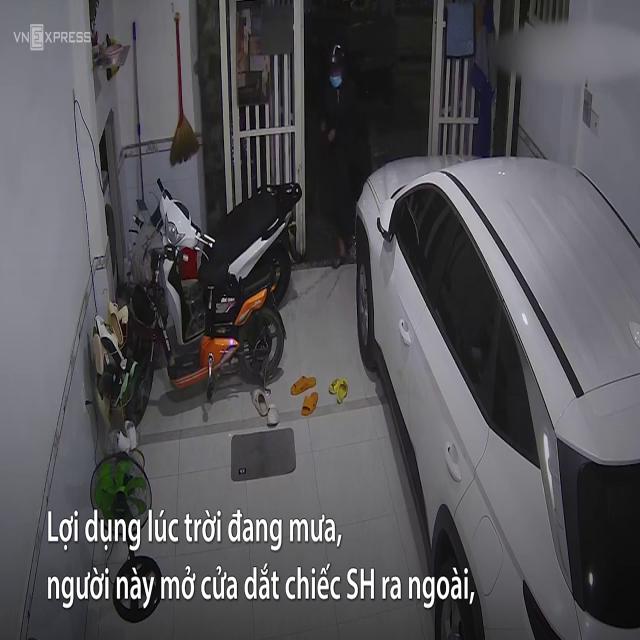 VNEXPRESS
Lợi dụng lúc trời đang mưa,
người này mở cửa dắt chiếc SH ra ngoài,